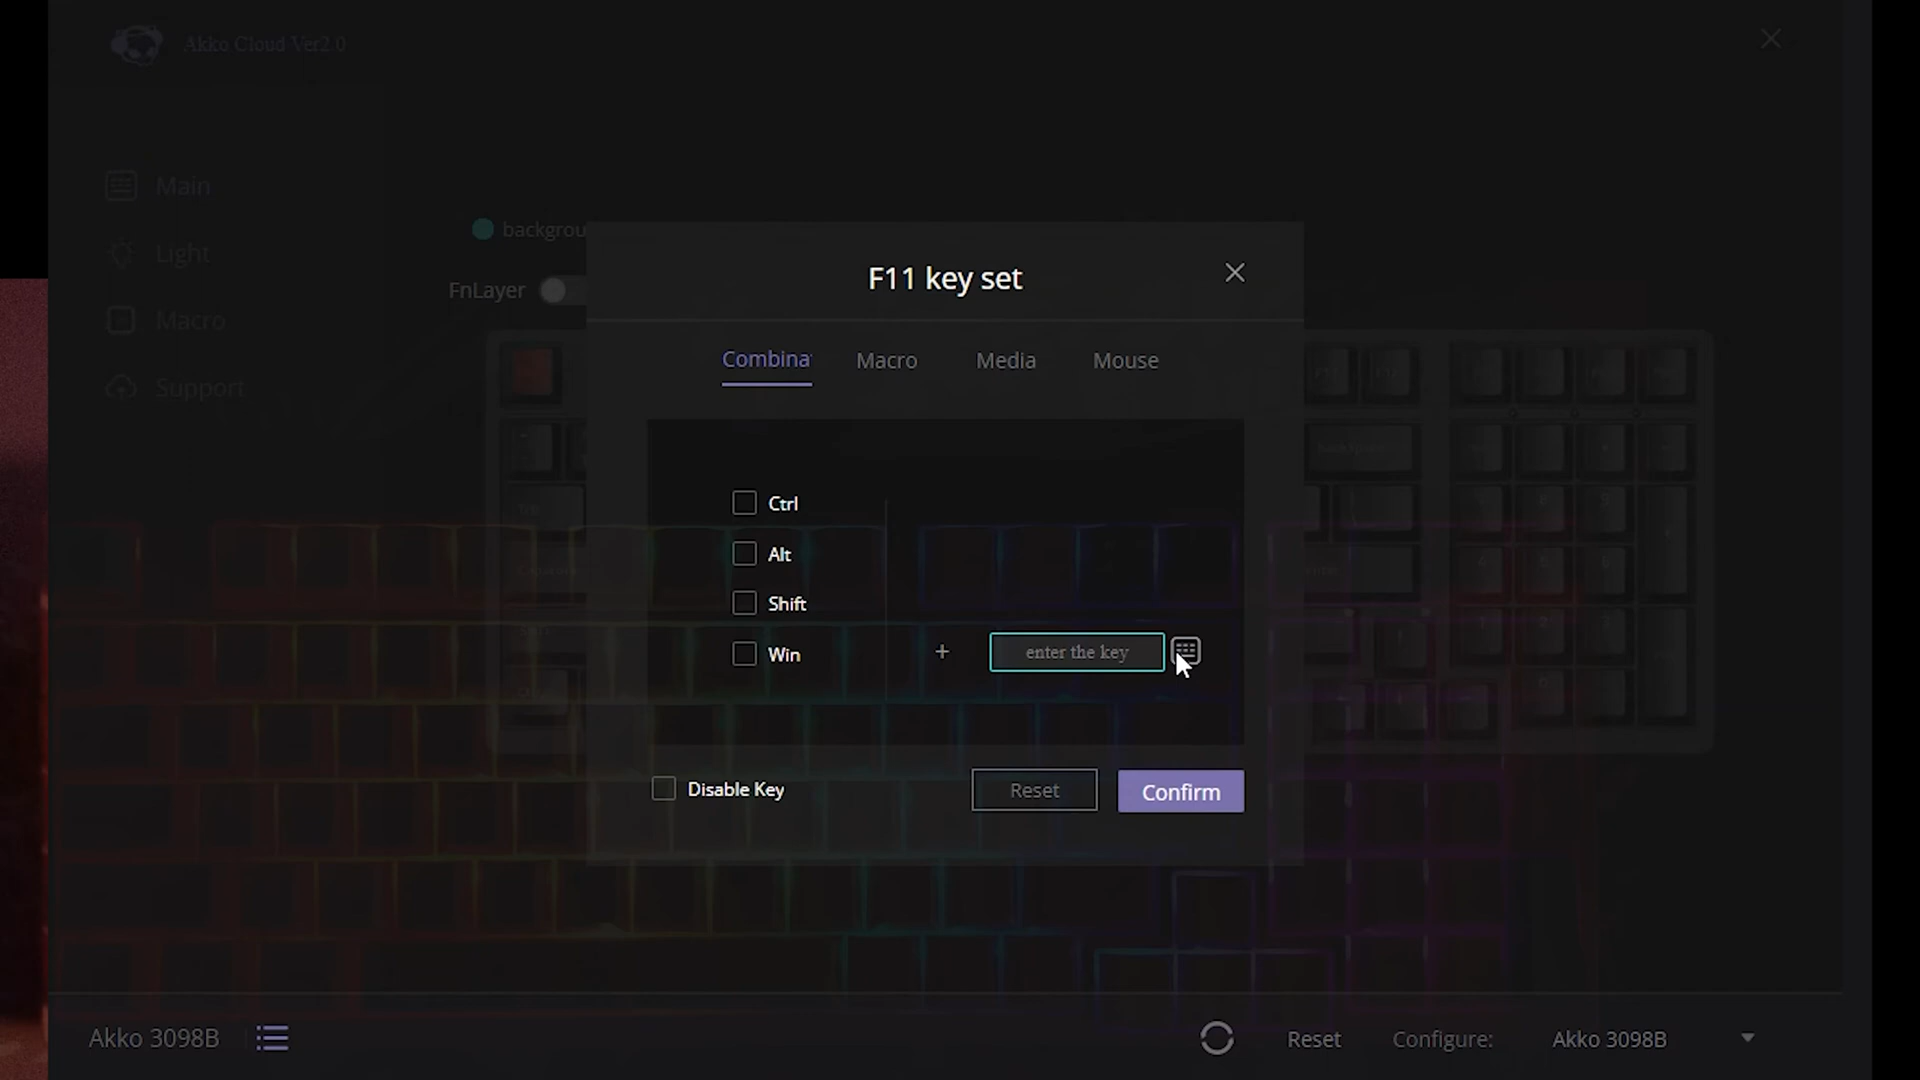 Akko Cloud Ver2.0
Main
Light
Macro
Support
backgrou
FnLayer
F11 key set
Combina
Macro
Media
Mouse
Ctrl
Alt
Shift
Win
+
enter the key
Disable Key
Reset
Confirm
Akko 3098B
Reset
Configure:
Akko 3098B